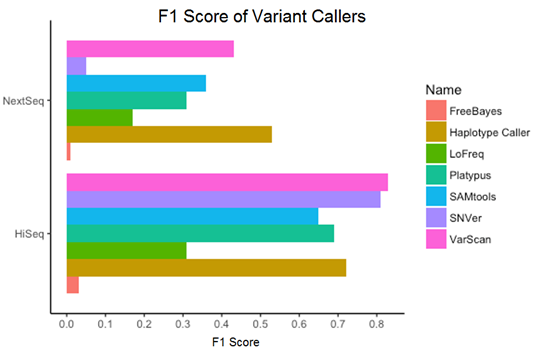 F1 Score of Variant Callers
NextSeq
HiSeq
0.0 0.1 0.2 0.3 0.4 0.5 0.6 0.7 0.8
F1 Score
Name
FreeBayes
Haplotype Caller
LoFreq
Platypus
SAMtools
SNVer
VarScan